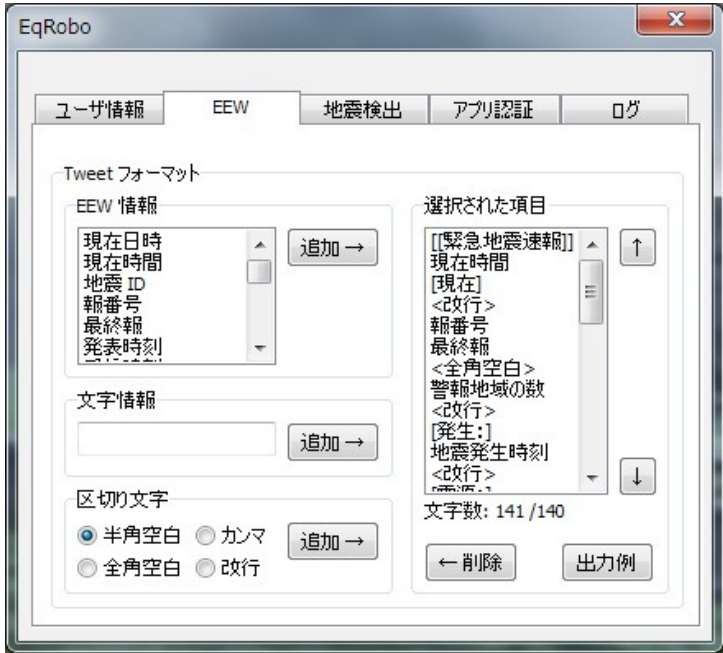 EqRobo
ユーザ情報
EEW
地震検出
アプリ認証
ログ
Tweet フォーマット
EEW 情報
現在日時
現在時間
地震 ID
報番号
最終報
発表時刻
追加 →
文字情報
追加 →
区切り文字
半角空白 カンマ
全角空白 改行
追加 →
選択された項目
[[緊急地震速報]]
現在時間
[現在]
<改行>
報番号
最終報
<全角空白>
警報地域の数
<改行>
[発生:]
地震発生時刻
<改行>
↑
↓
文字数: 141 /140
← 削除
出力例